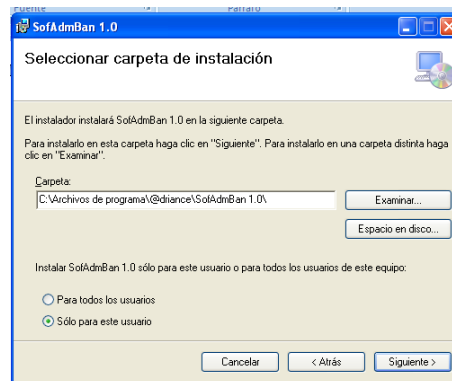 Fuente
Párrafo
SofAdmBan 1.0
Seleccionar carpeta de instalación
El instalador instalará SofAdmBan 1.0 en la siguiente carpeta.
Para instalarlo en esta carpeta haga clic en "Siguiente". Para instalarlo en una carpeta distinta haga
clic en "Examinar".
Carpeta:
C:\Archivos de programa\@driance\SofAdmBan 1.0\
Examinar...
Espacio en disco...
Instalar SofAdmBan 1.0 sólo para este usuario o para todos los usuarios de este equipo:
Para todos los usuarios
Sólo para este usuario
Cancelar
< Atrás
Siguiente >